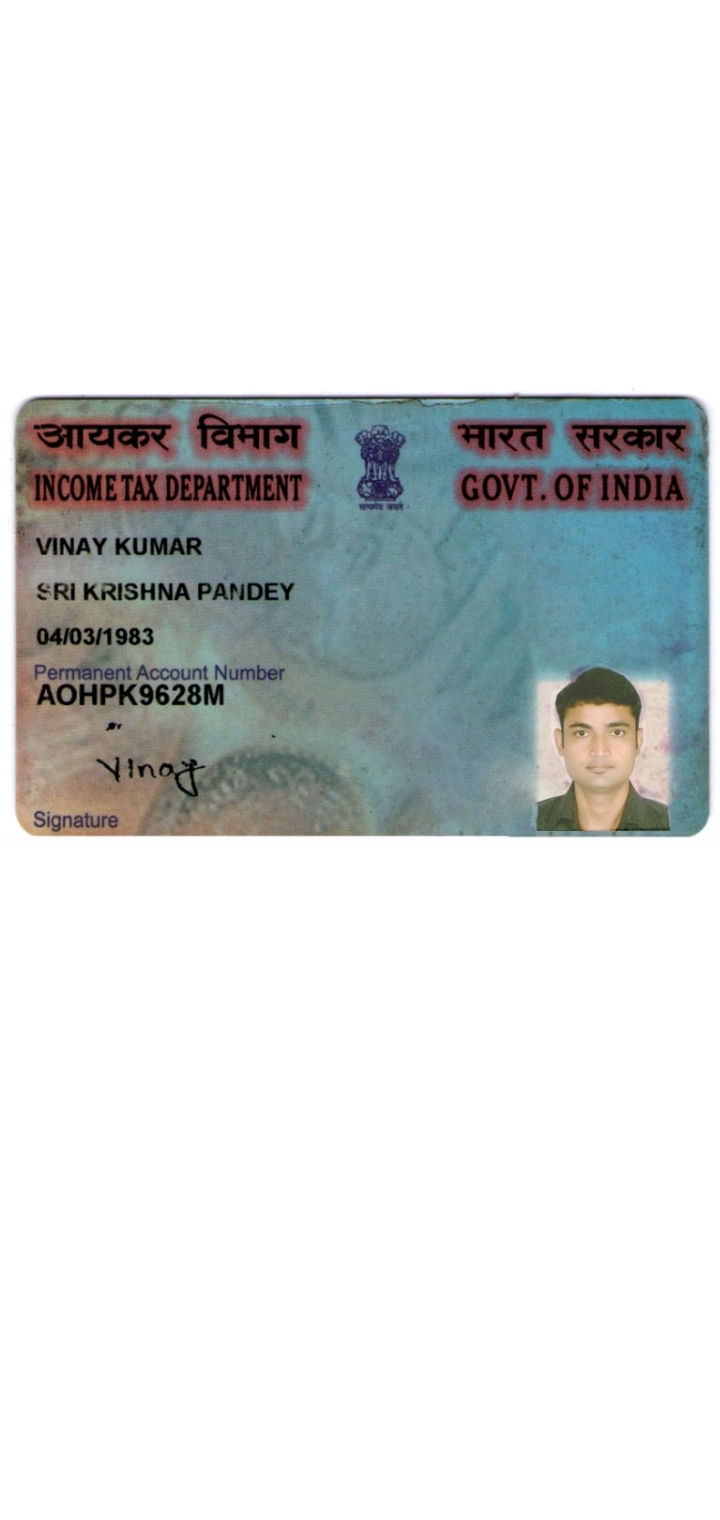 आयकर विभाग
INCOME TAX DEPARTMENT
सत्यमेव जयते
भारत सरकार
GOVT. OF INDIA
VINAY KUMAR
SRI KRISHNA PANDEY
04/03/1983
Permanent Account Number
AOHPK9628M
Vinay
Signature